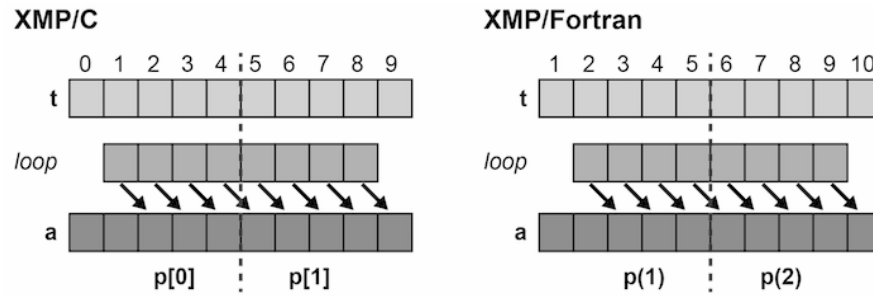 XMP/C
0 1 2 3 4 5 6 7 8 9
t
loop
a
p[0] p[1]
XMP/Fortran
1 2 3 4 5 6 7 8 9 10
t
loop
a
p(1) p(2)